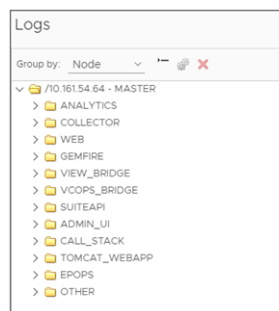 Logs
Group by: Node
/10.161.54.64 - MASTER
ANALYTICS
COLLECTOR
WEB
GEMFIRE
VIEW_BRIDGE
VCOPS_BRIDGE
SUITEAPI
ADMIN_UI
CALL_STACK
TOMCAT_WEBAPP
EPOPS
OTHER